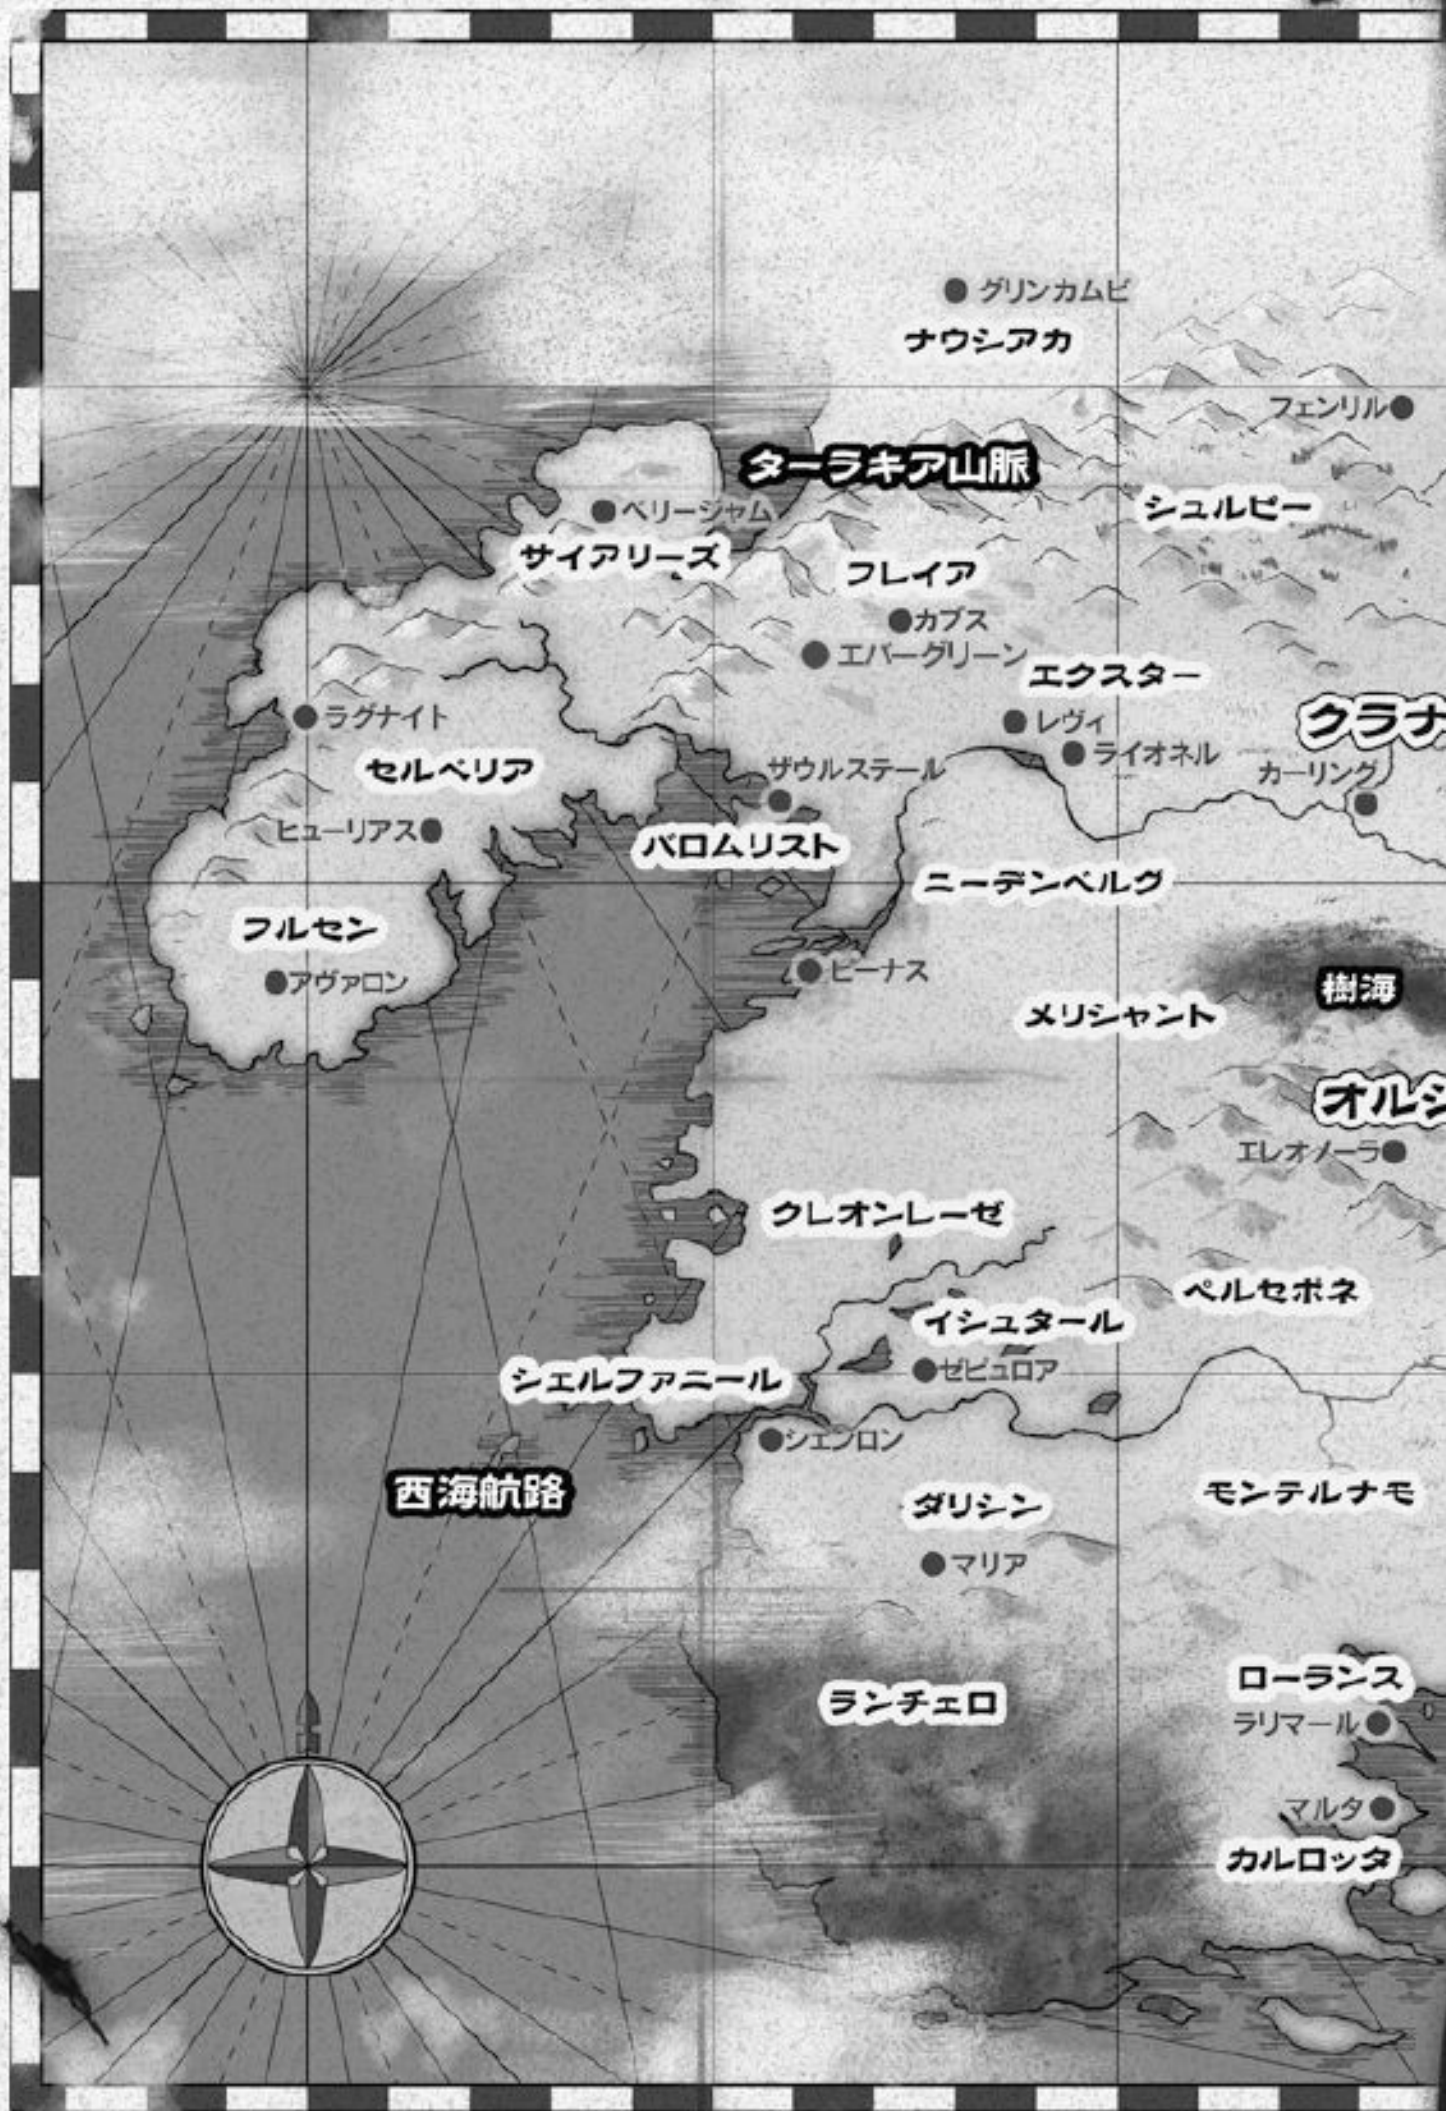 グリンカムビ
ナウシアカ
フェンリル
ターラキア山脈
ベリージャム
シュルピー
サイアリーズ
フレイア
カブス
エバーグリーン
エクスター
ラグナイト
レヴィ
クラナ
ライオネル
セルベリア
ザウルステール
カーリング
ヒューリアス
バロムリスト
ニーデンベルグ
フルセン
アヴァロン
ビーナス
樹海
メリシャント
オルシ
エレオノーラ
クレオンレーゼ
ペルセポネ
イシュタール
ゼピュロア
シェルファニール
シェンロン
西海航路
ダリシン
モンテルナモ
マリア
ローランス
ランチェロ
ラリマール
マルタ
カルロッタ